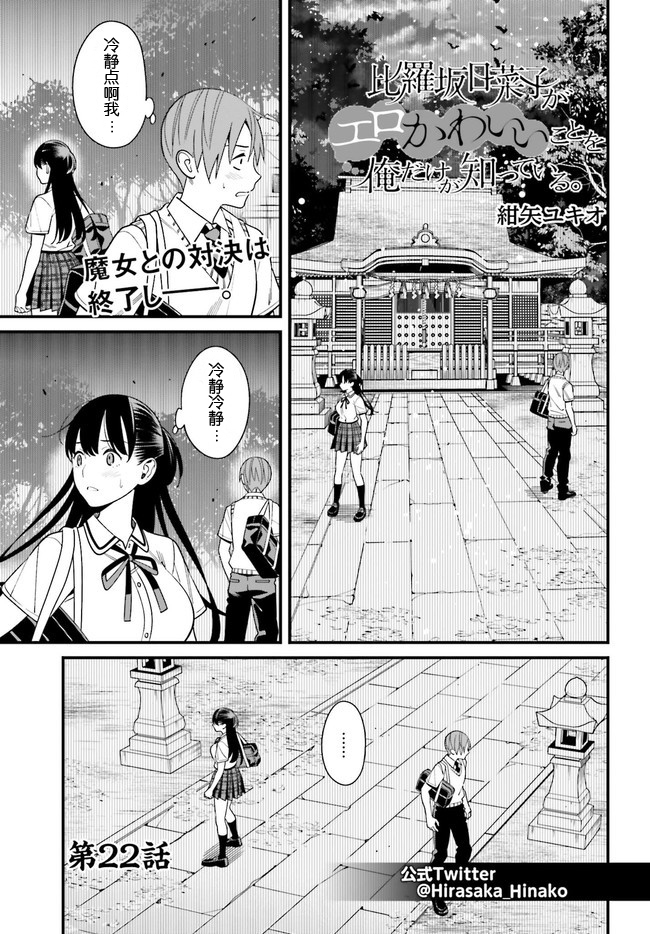 比羅坂日菜子が
エロかわいいことを
俺だけが知っている。
紺矢ユキオ
冷静点啊我…
魔女との対決は
終了し──。
冷静冷静…
……
第22話
公式Twitter
@Hirasaka_Hinako